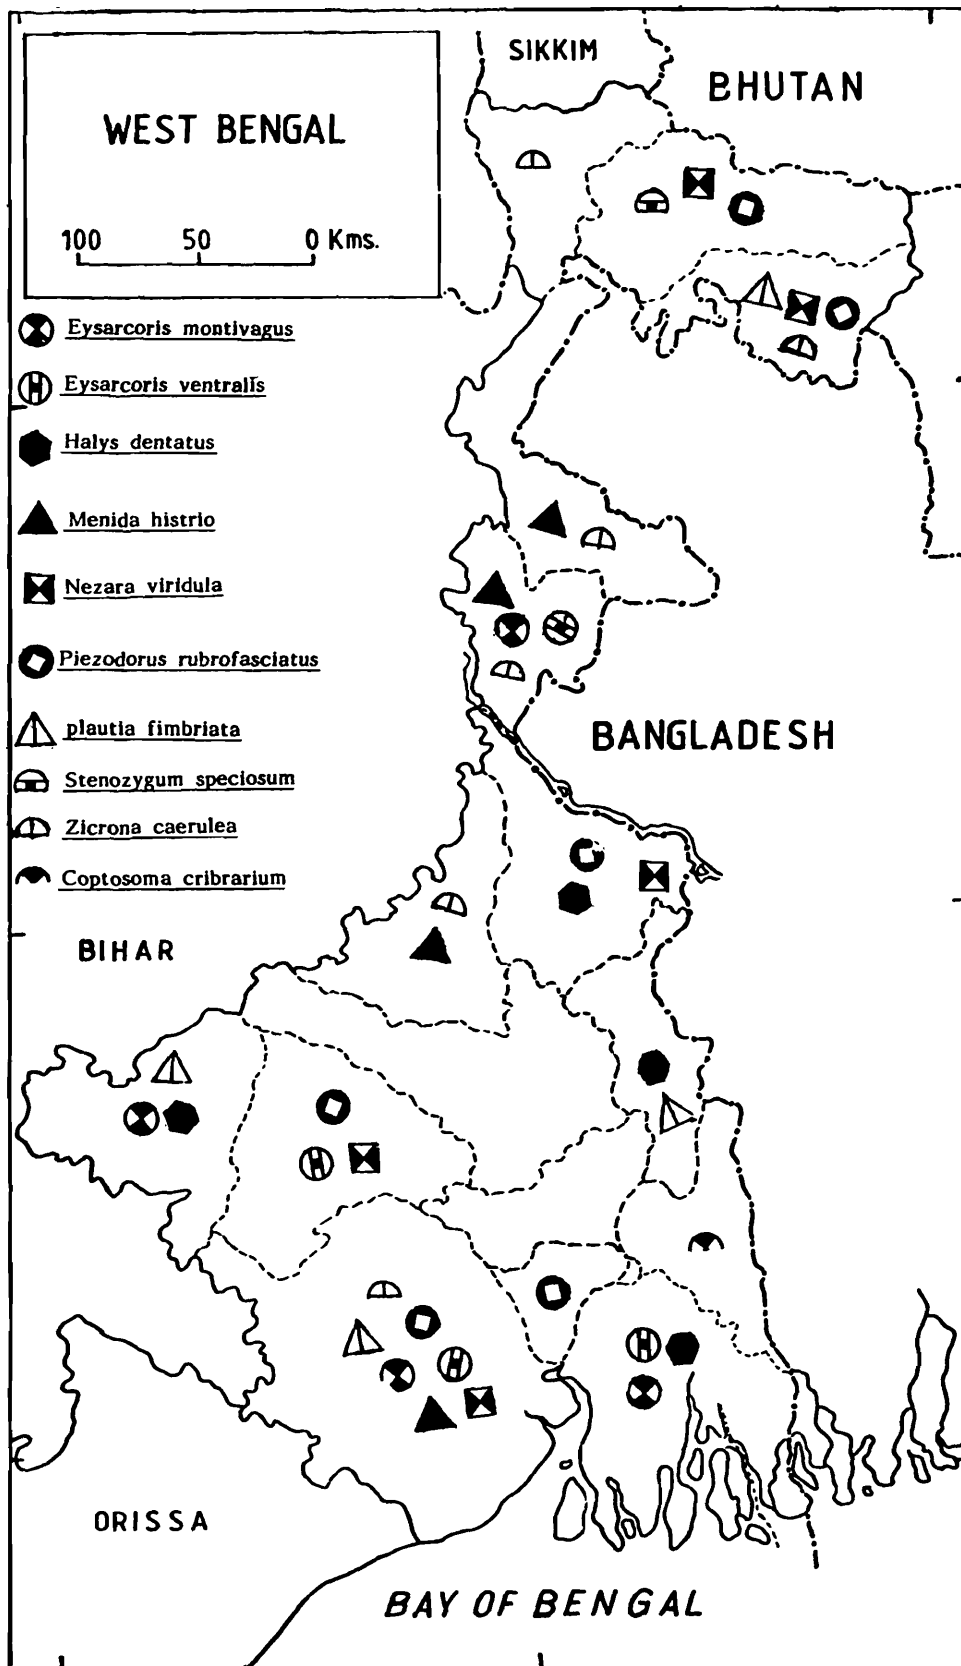 SIKKIM
BHUTAN
WEST BENGAL
100 50 0 Kms.
Eysarcoris montivagus
Eysarcoris ventralis
Halys dentatus
Menida histrio
Nezara viridula
Piezodorus rubrofasciatus
plautia fimbriata
Stenozygum speciosum
Zicrona caerulea
Coptosoma cribrarium
BANGLADESH
BIHAR
ORISSA
BAY OF BENGAL